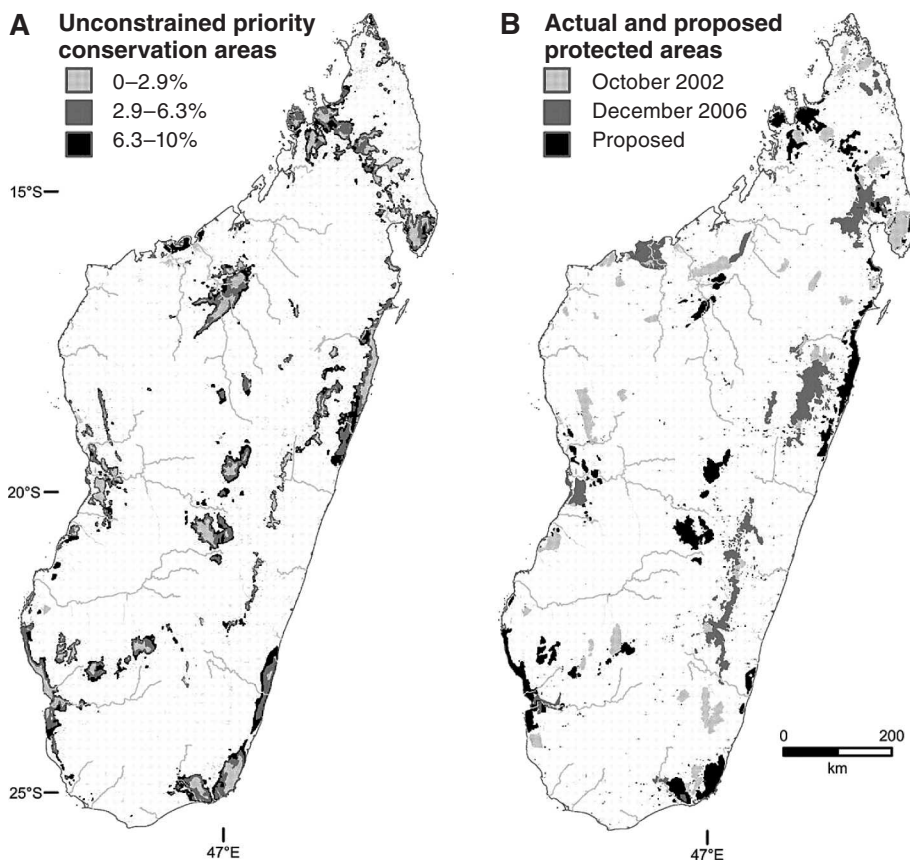 A Unconstrained priority
conservation areas
0–2.9%
2.9–6.3%
6.3–10%
15°S
20°S
25°S
47°E
B Actual and proposed
protected areas
October 2002
December 2006
Proposed
0 200
km
47°E